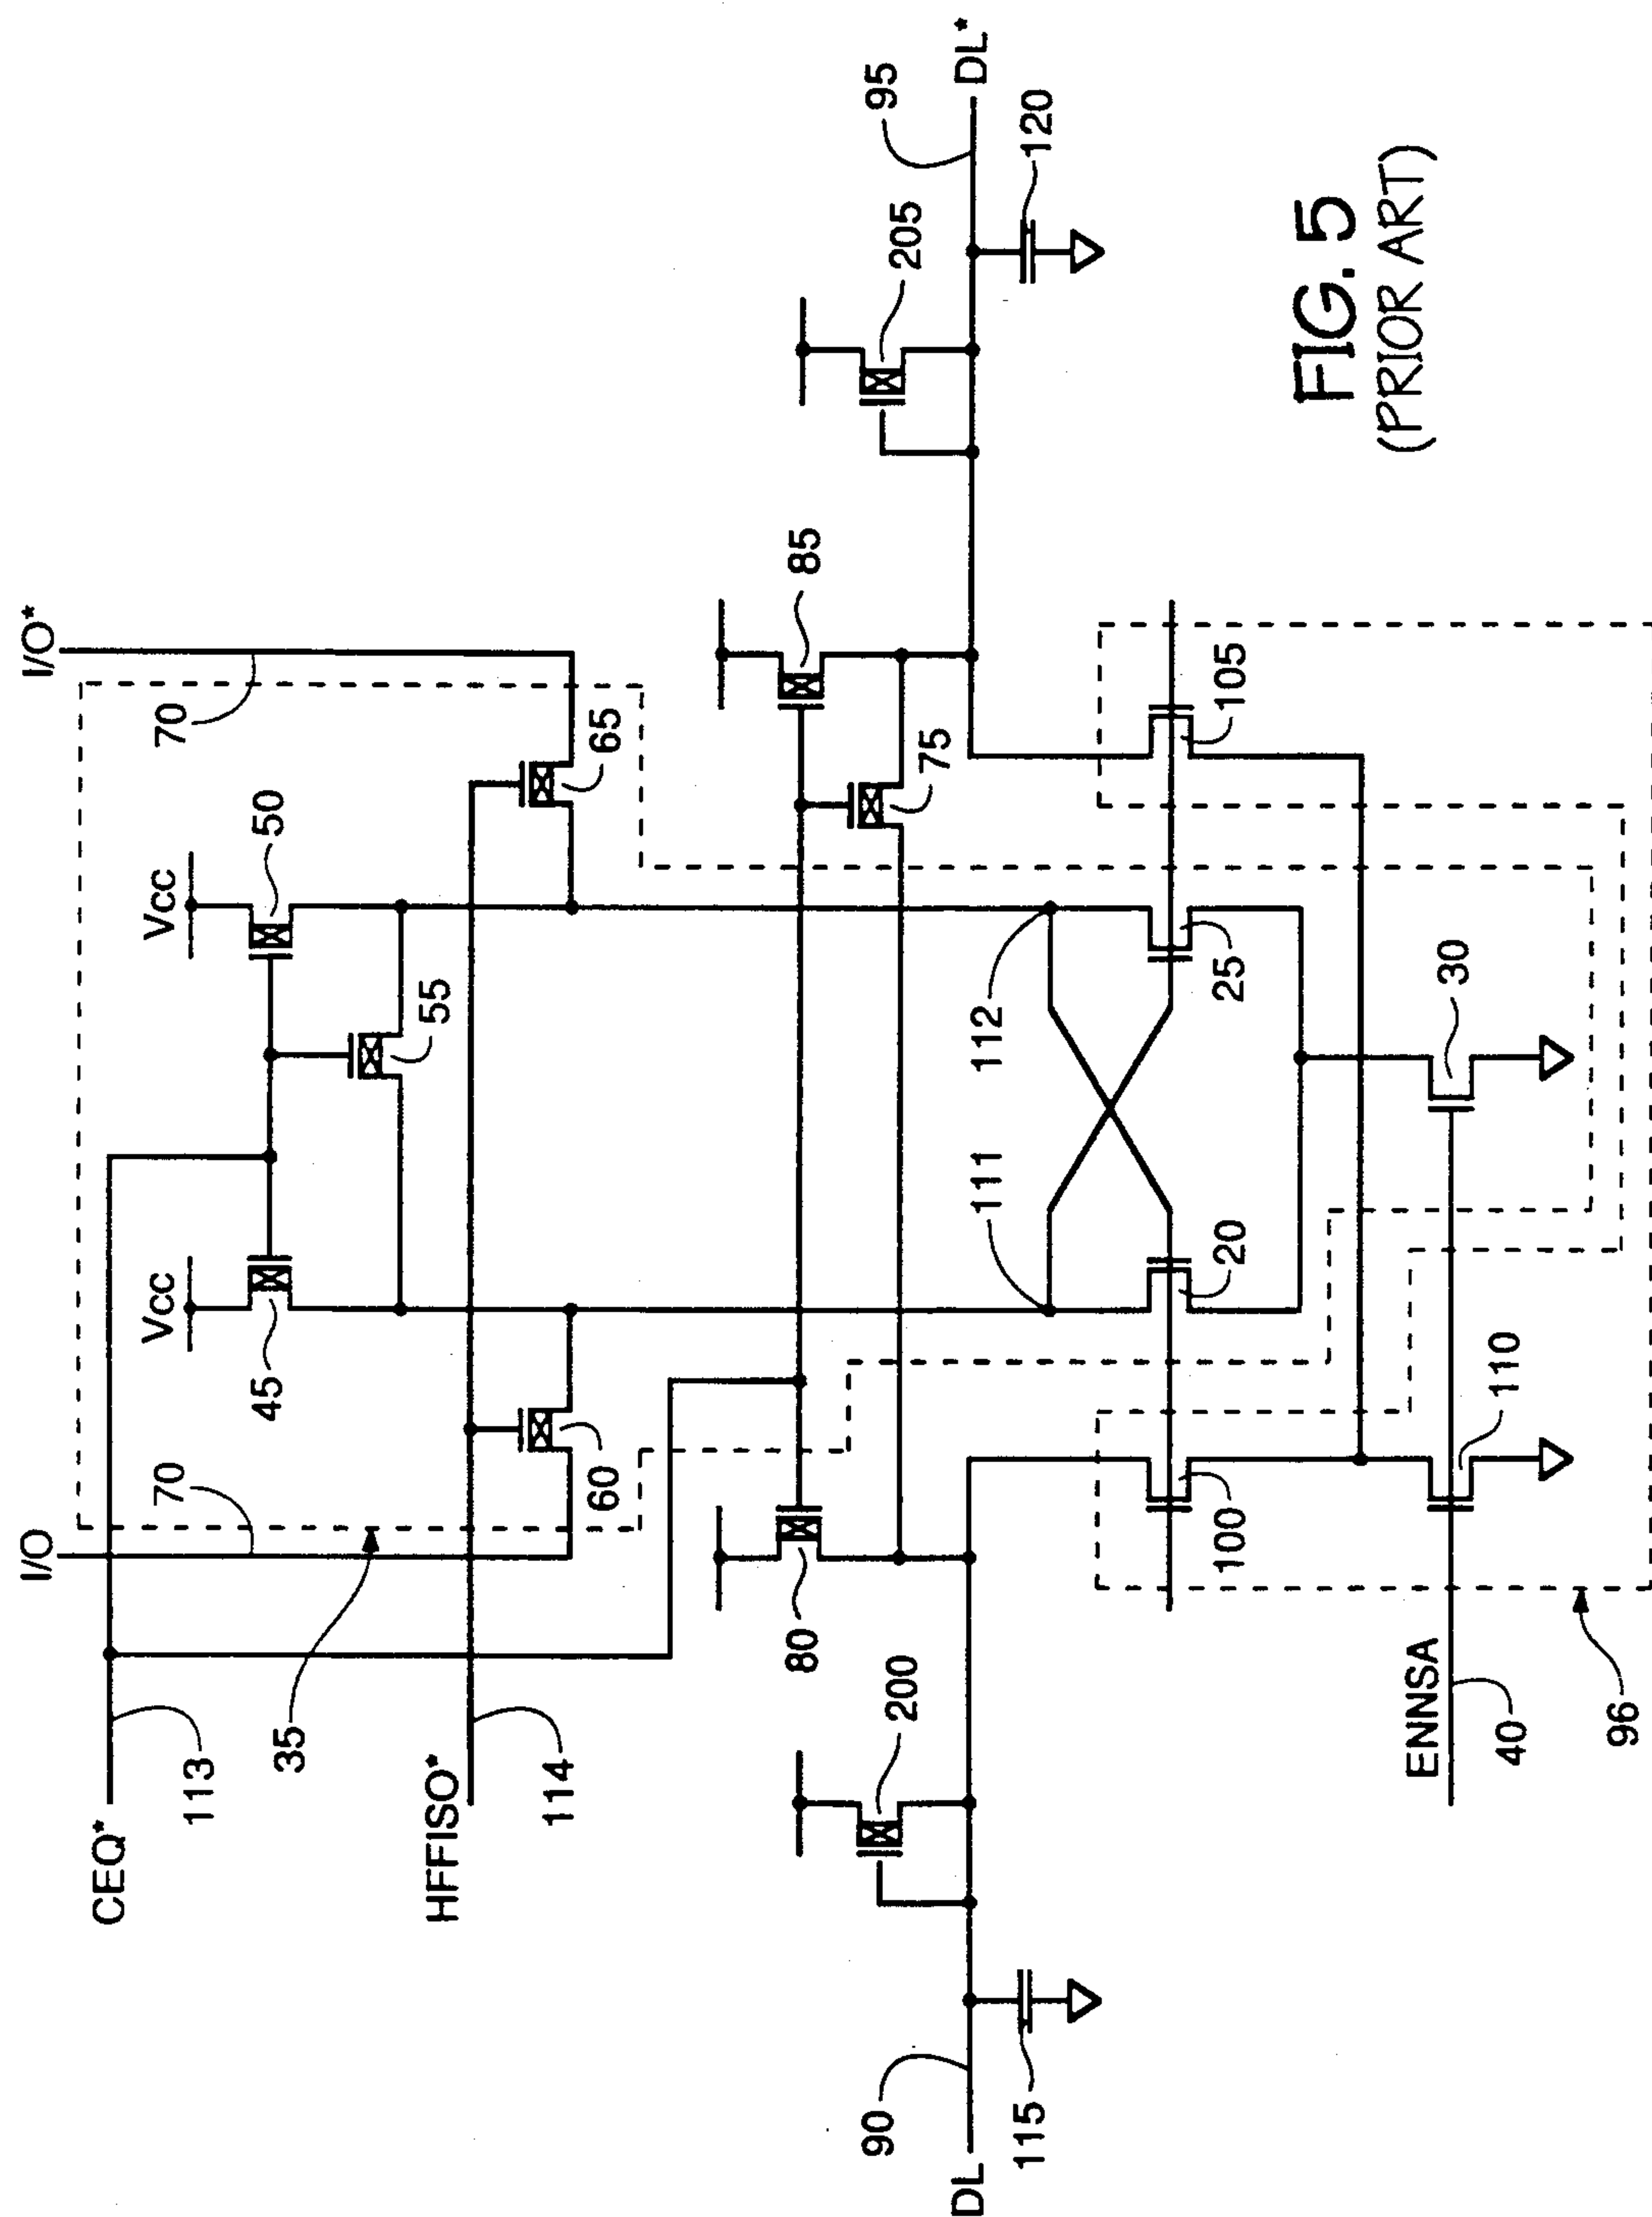 I/O
I/O*
70
70
CEQ*
113
Vcc
Vcc
45
50
55
35
HFFISO*
114
60
65
80
85
75
200
205
DL
90
115
95
DL*
120
111
112
100
20
25
105
ENNSA
40
110
30
96
FIG. 5
(PRIOR ART)